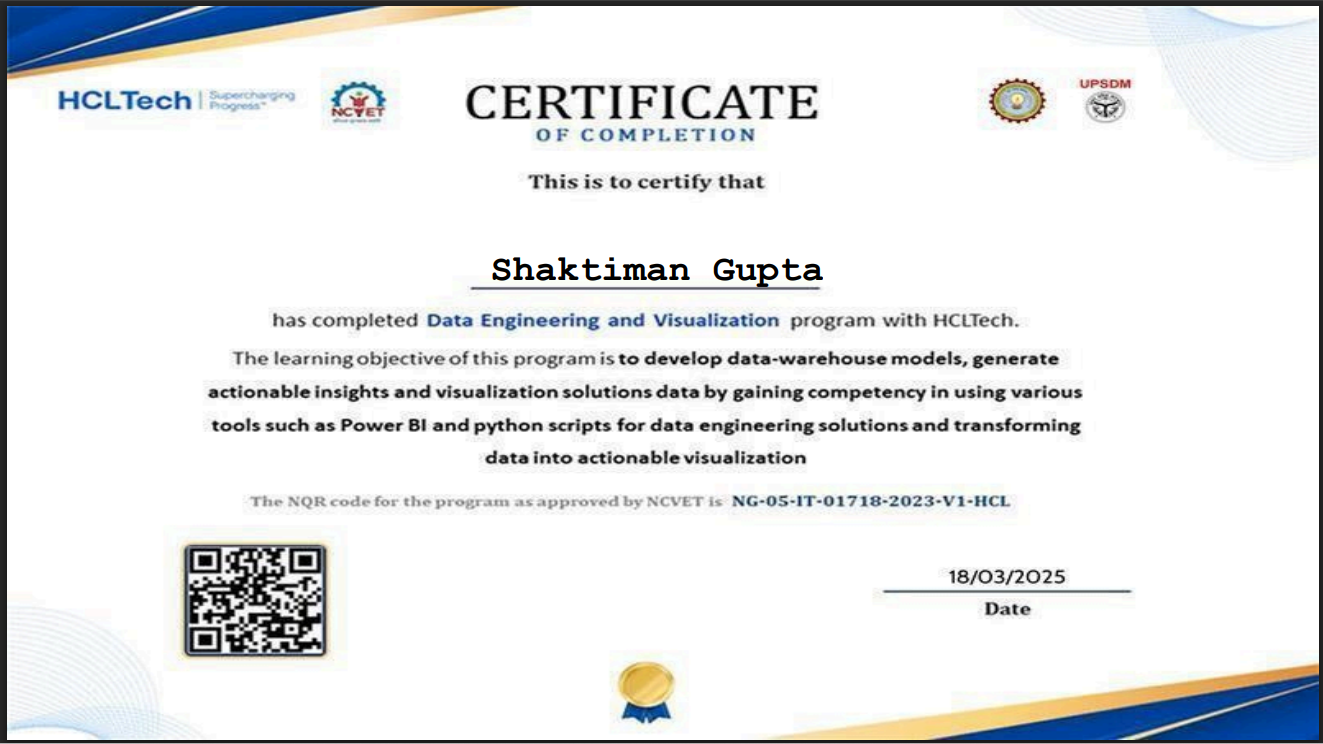 HCLTech | Supercharging Progress™
NCVET
CERTIFICATE
OF COMPLETION
UPSDM
This is to certify that
Shaktiman Gupta
has completed Data Engineering and Visualization program with HCLTech.
The learning objective of this program is to develop data-warehouse models, generate
actionable insights and visualization solutions data by gaining competency in using various
tools such as Power BI and python scripts for data engineering solutions and transforming
data into actionable visualization
The NQR code for the program as approved by NCVET is NG-05-IT-01718-2023-V1-HCL
18/03/2025
Date